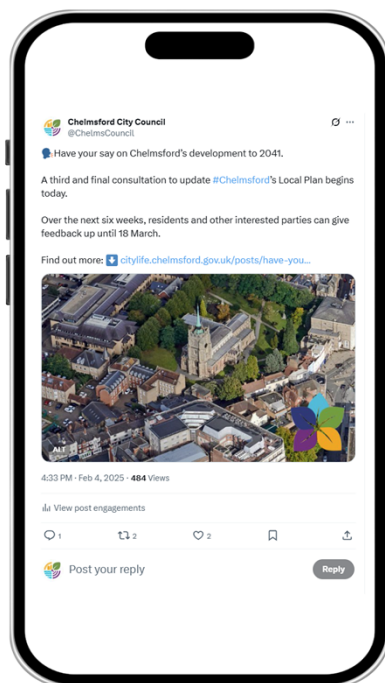 Chelmsford City Council
@ChelmsCouncil
Have your say on Chelmsford's development to 2041.
A third and final consultation to update #Chelmsford's Local Plan begins
today.
Over the next six weeks, residents and other interested parties can give
feedback up until 18 March.
Find out more: citylife.chelmsford.gov.uk/posts/have-you...
ALT
4:33 PM · Feb 4, 2025 · 484 Views
View post engagements
1 2 2
Post your reply Reply